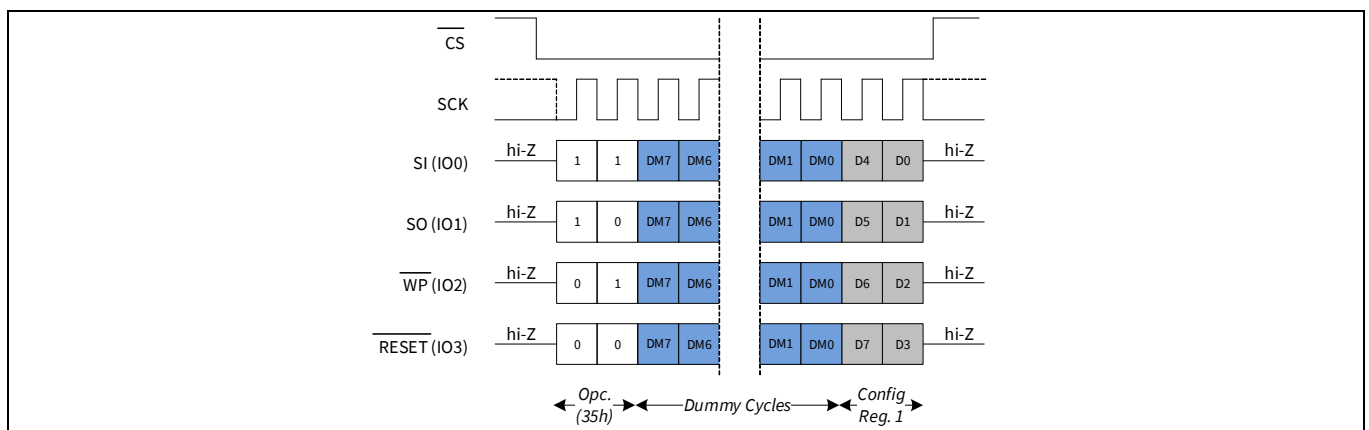 CS
SCK
SI (IO0) hi-Z 1 1 DM7 DM6 DM1 DM0 D4 D0 hi-Z
SO (IO1) hi-Z 1 0 DM7 DM6 DM1 DM0 D5 D1 hi-Z
WP (IO2) hi-Z 0 1 DM7 DM6 DM1 DM0 D6 D2 hi-Z
RESET (IO3) hi-Z 0 0 DM7 DM6 DM1 DM0 D7 D3 hi-Z
Opc. (35h) Dummy Cycles Config Reg. 1